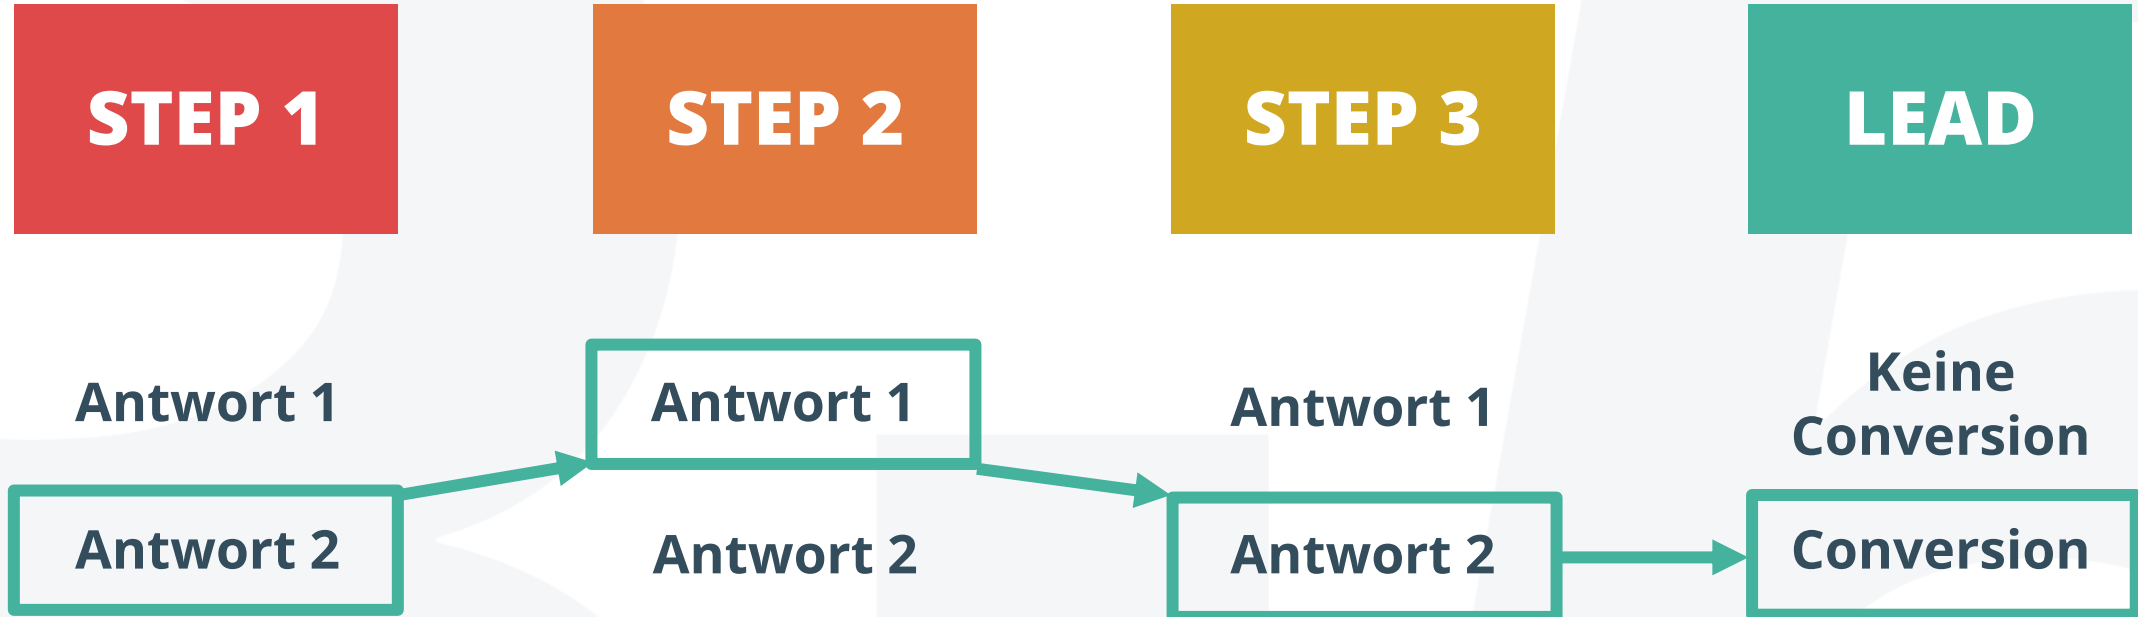 STEP 1
STEP 2
STEP 3
LEAD
Antwort 1
Antwort 1
Antwort 1
Keine
Conversion
Antwort 2
Antwort 2
Antwort 2
Conversion